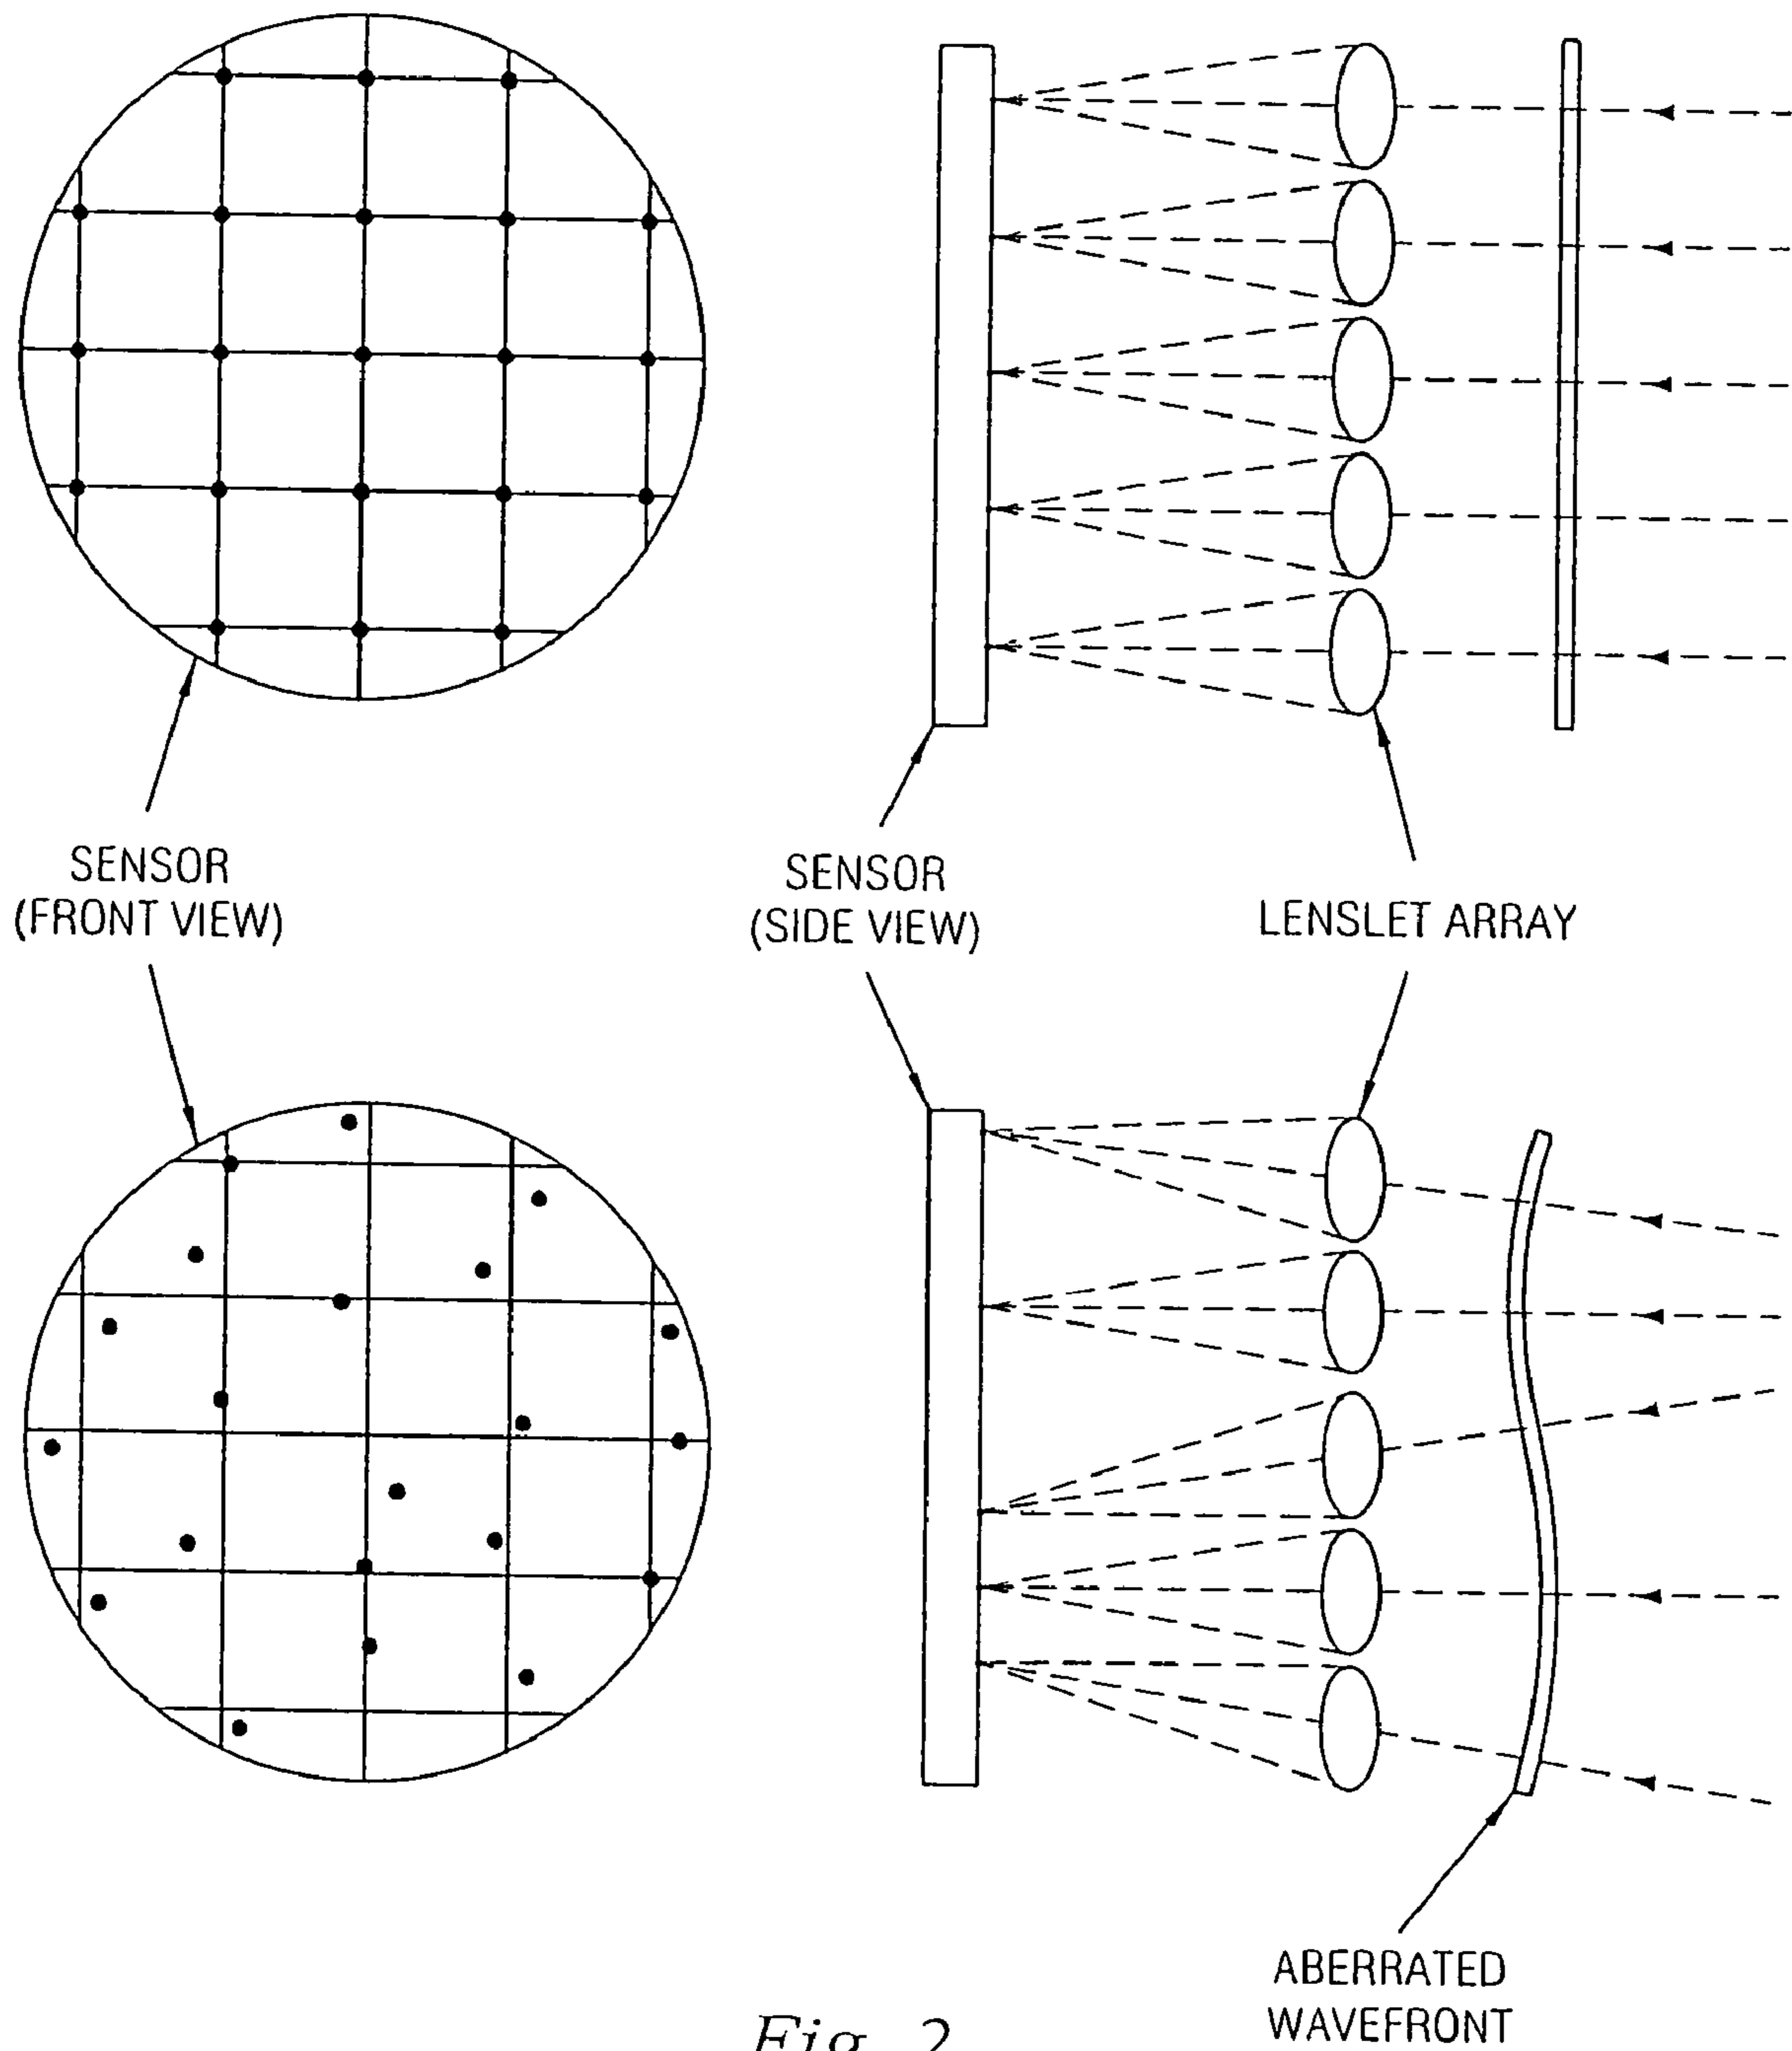 SENSOR
(FRONT VIEW)
SENSOR
(SIDE VIEW)
LENSLET ARRAY
ABERRATED
WAVEFRONT
Fig. 2